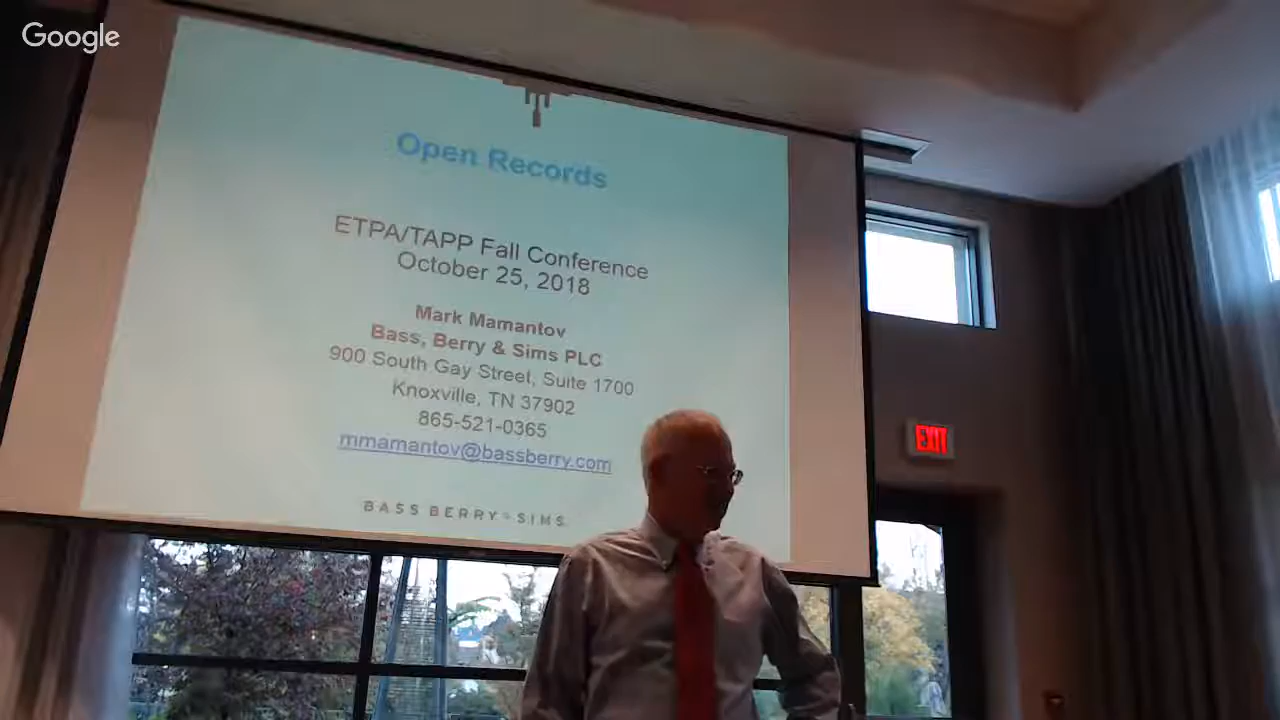 Google
Open Records
ETPA/TAPP Fall Conference
October 25, 2018
Mark Mamantov
Bass, Berry & Sims PLC
900 South Gay Street, Suite 1700
Knoxville, TN 37902
865-521-0365
mmamantov@bassberry.com
BASS BERRY + SIMS
EXIT